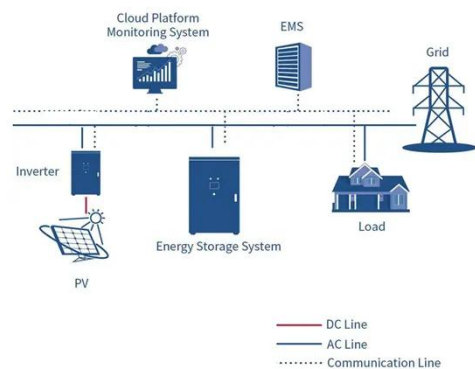 Cloud Platform
Monitoring System
EMS
Grid
Inverter
Energy Storage System
Load
PV
DC Line
AC Line
Communication Line